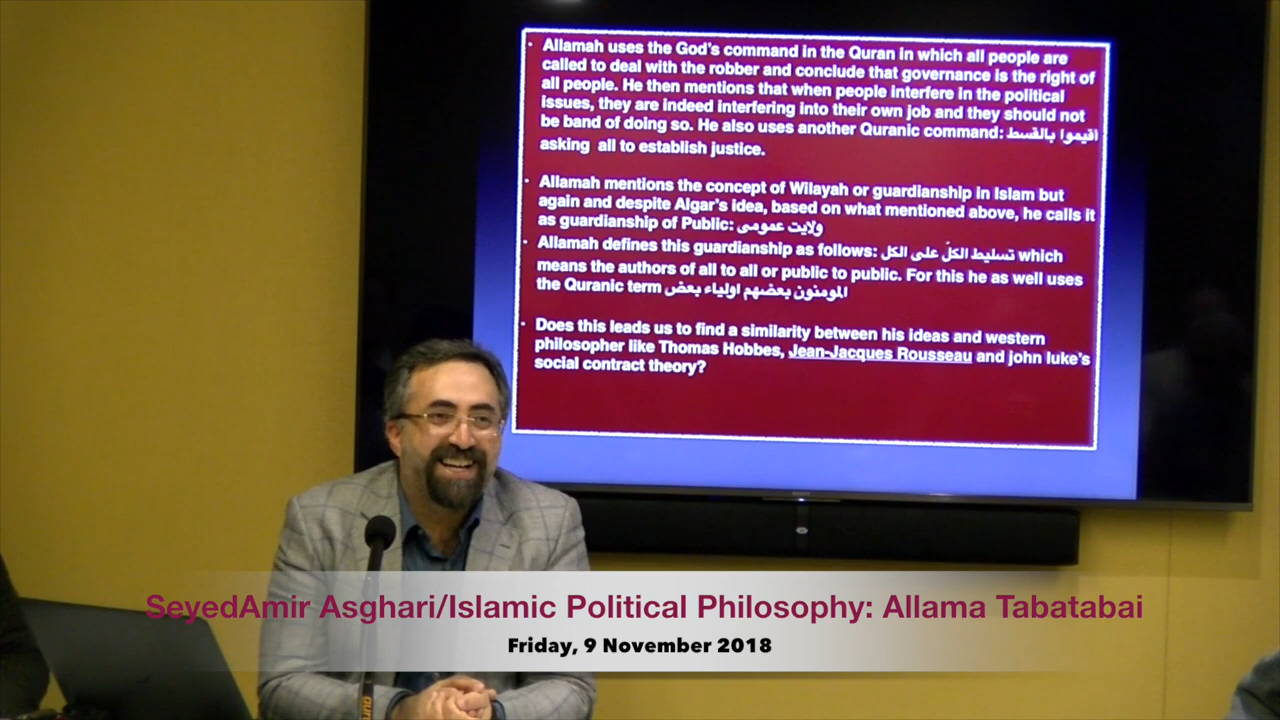 • Allamah uses the God's command in the Quran in which all people are
called to deal with the robber and conclude that governance is the right of
all people. He then mentions that when people interfere in the political
issues, they are indeed interfering into their own job and they should not
be band of doing so. He also uses another Quranic command: اقیموا بالقسط
asking all to establish justice.
• Allamah mentions the concept of Wilayah or guardianship in Islam but
again and despite Algar's idea, based on what mentioned above, he calls it
as guardianship of Public: ولایت عمومی
• Allamah defines this guardianship as follows: تسلیط الکلّ علی الکل which
means the authors of all to all or public to public. For this he as well uses
the Quranic term المومنون بعضهم اولیاء بعض
• Does this leads us to find a similarity between his ideas and western
philosopher like Thomas Hobbes, Jean-Jacques Rousseau and john luke's
social contract theory?
SeyedAmir Asghari/Islamic Political Philosophy: Allama Tabatabai
Friday, 9 November 2018